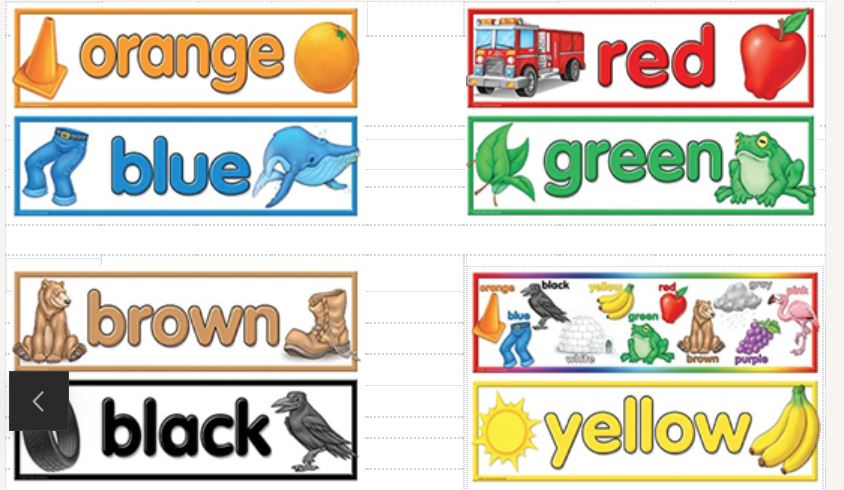 orange
red
blue
green
brown
orange black yellow red gray pink
blue green
white brown purple
black
yellow